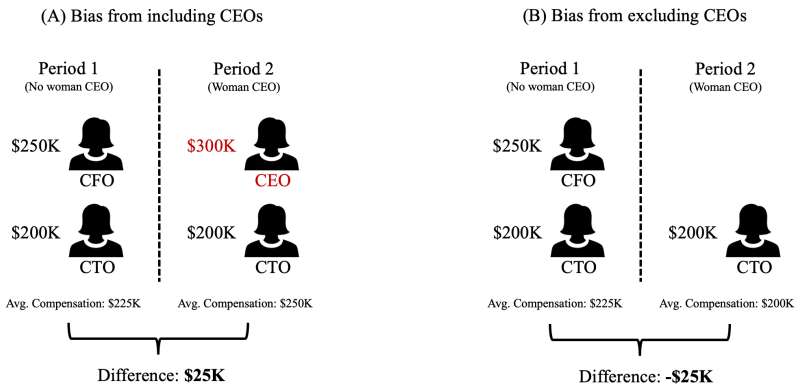 (A) Bias from including CEOs
Period 1
(No woman CEO)
Period 2
(Woman CEO)
$250K
CFO
$300K
CEO
$200K
CTO
$200K
CTO
Avg. Compensation: $225K
Avg. Compensation: $250K
Difference: $25K
(B) Bias from excluding CEOs
Period 1
(No woman CEO)
Period 2
(Woman CEO)
$250K
CFO
$200K
CTO
$200K
CTO
Avg. Compensation: $225K
Avg. Compensation: $200K
Difference: -$25K